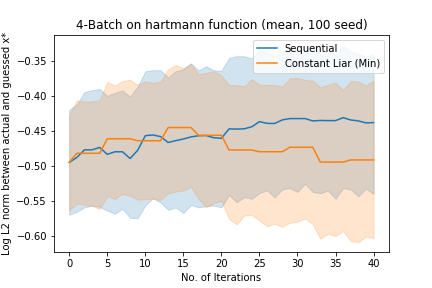 4-Batch on hartmann function (mean, 100 seed)
Log L2 norm between actual and guessed x*
−0.35
−0.40
−0.45
−0.50
−0.55
−0.60
Sequential
Constant Liar (Min)
0 5 10 15 20 25 30 35 40
No. of Iterations